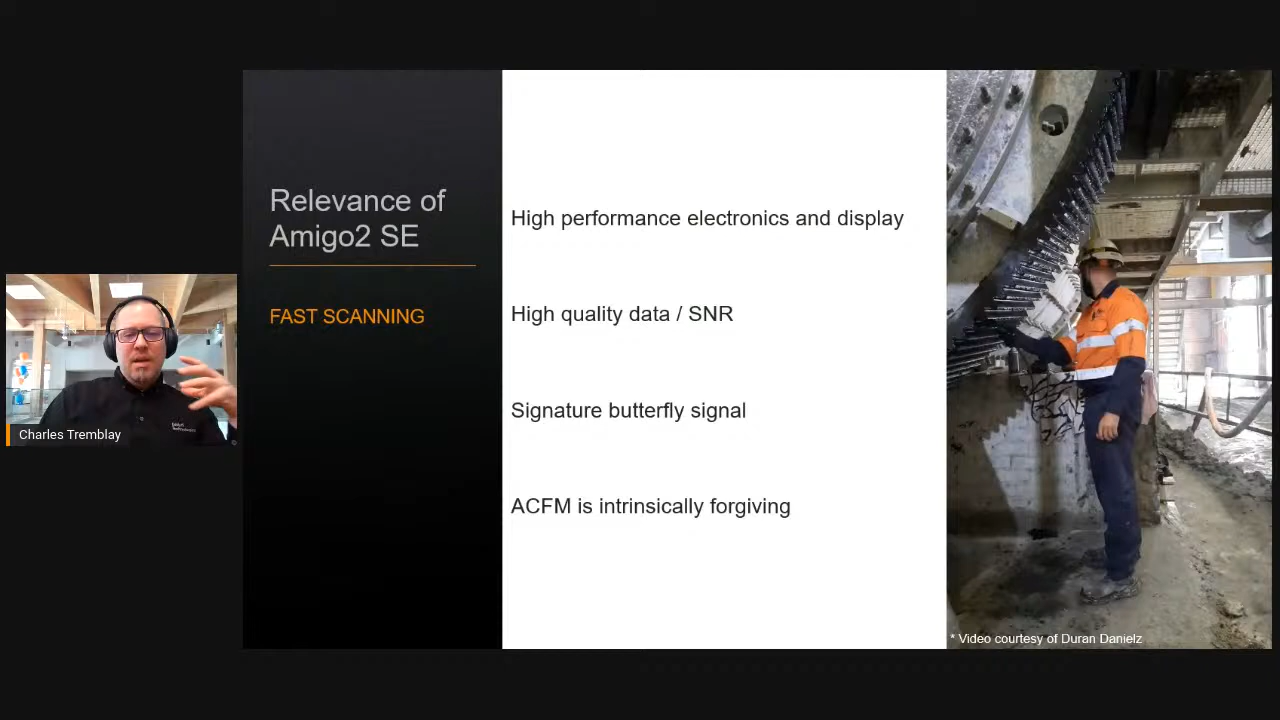 Relevance of
Amigo2 SE
FAST SCANNING
High performance electronics and display
High quality data / SNR
Signature butterfly signal
ACFM is intrinsically forgiving
Charles Tremblay
* Video courtesy of Duran Danielz